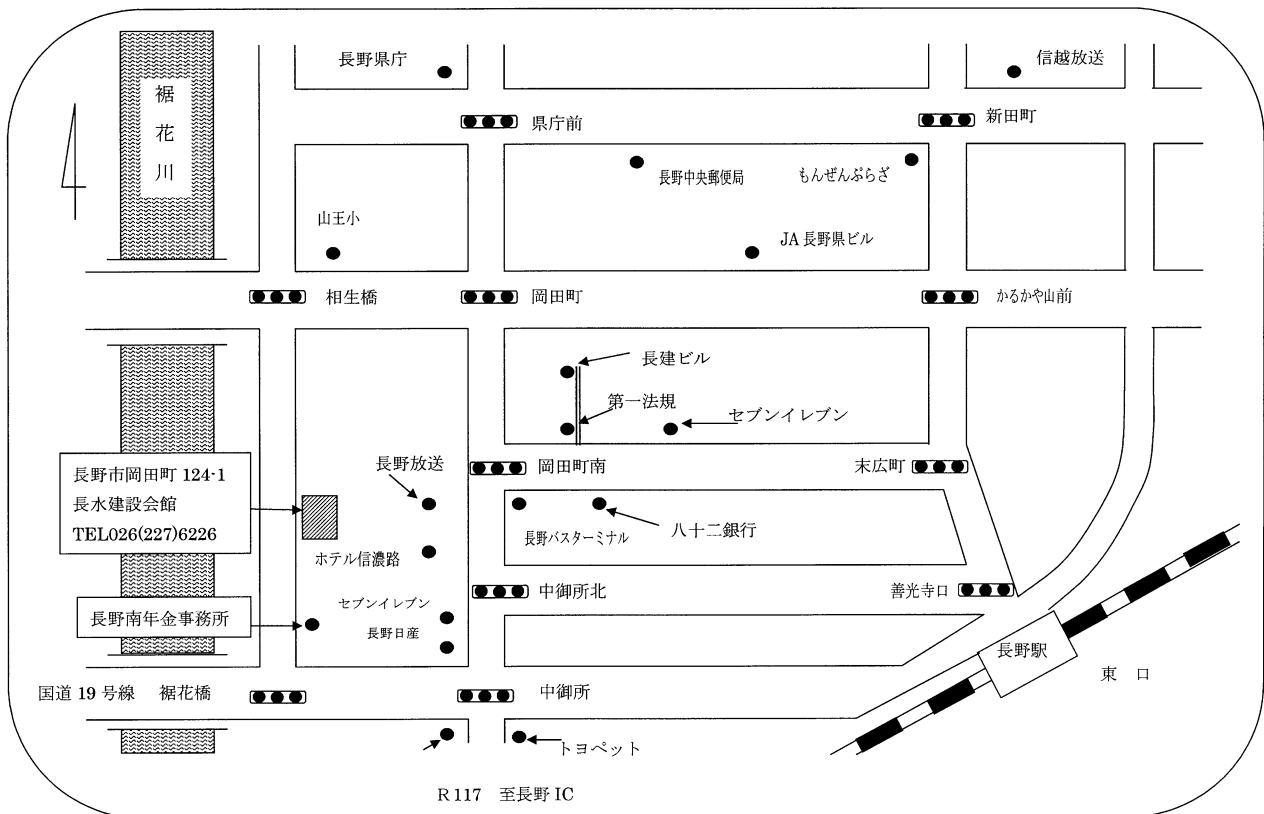 長野県庁
信越放送
裾花川
県庁前
新田町
長野中央郵便局
もんぜんぷらざ
山王小
JA長野県ビル
相生橋
岡田町
かるかや山前
長建ビル
第一法規
セブンイレブン
長野放送
岡田町南
末広町
長野市岡田町 124-1
長水建設会館
TEL026(227)6226
長野バスターミナル
八十二銀行
ホテル信濃路
中御所北
善光寺口
セブンイレブン
長野南年金事務所
長野日産
長野駅
東 口
国道 19 号線 裾花橋
中御所
トヨペット
R117 至長野 IC